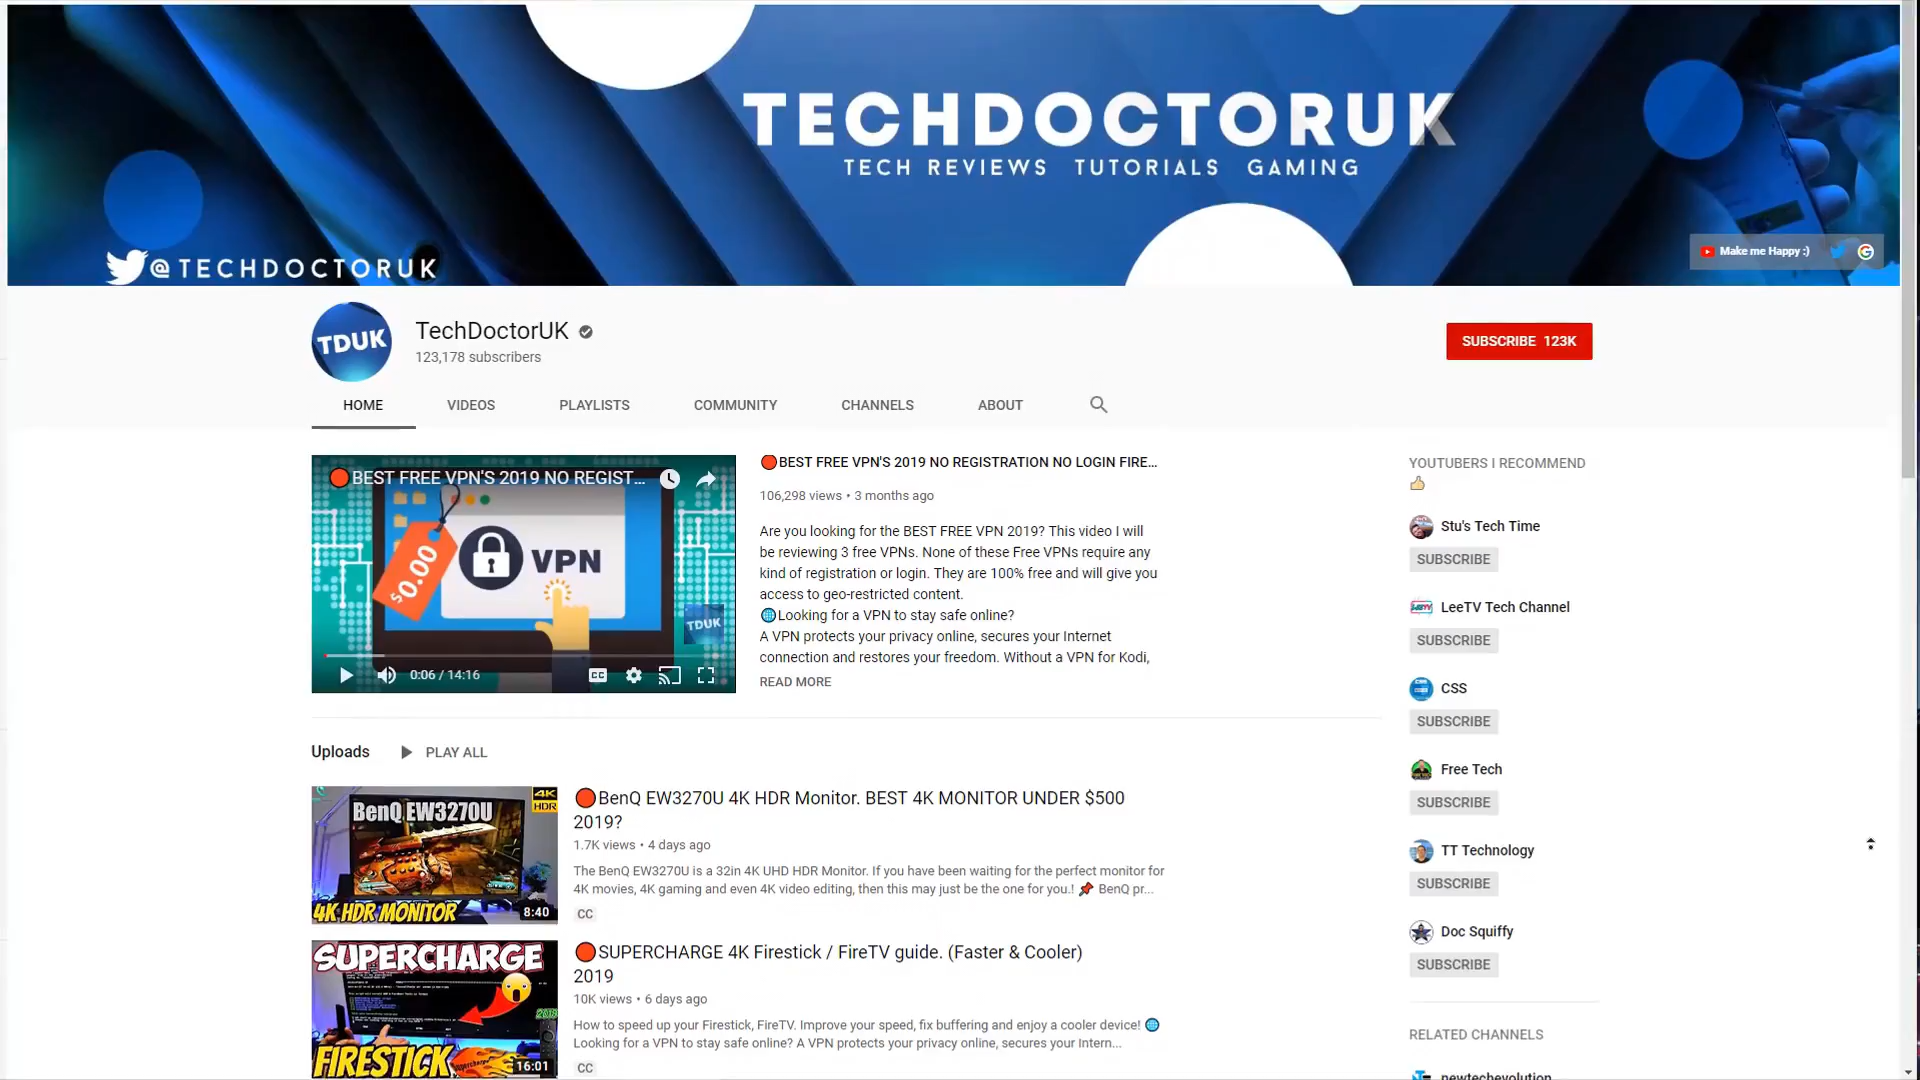 TECHDOCTORUK
TECH REVIEWS TUTORIALS GAMING
@TECHDOCTORUK
Make me Happy :)
TDUK
TechDoctorUK
123,178 subscribers
SUBSCRIBE 123K
HOME VIDEOS PLAYLISTS COMMUNITY CHANNELS ABOUT
BEST FREE VPN'S 2019 NO REGIST...
$0.00
VPN
TDUK
0:06 / 14:16
CC
BEST FREE VPN'S 2019 NO REGISTRATION NO LOGIN FIRE...
106,298 views • 3 months ago
Are you looking for the BEST FREE VPN 2019? This video I will
be reviewing 3 free VPNs. None of these Free VPNs require any
kind of registration or login. They are 100% free and will give you
access to geo-restricted content.
Looking for a VPN to stay safe online?
A VPN protects your privacy online, secures your Internet
connection and restores your freedom. Without a VPN for Kodi,
READ MORE
Uploads PLAY ALL
BenQ EW3270U
4K
HDR
4K HDR MONITOR
8:40
BenQ EW3270U 4K HDR Monitor. BEST 4K MONITOR UNDER $500
2019?
1.7K views • 4 days ago
The BenQ EW3270U is a 32in 4K UHD HDR Monitor. If you have been waiting for the perfect monitor for
4K movies, 4K gaming and even 4K video editing, then this may just be the one for you.! BenQ pr...
CC
SUPERCHARGE
FIRESTICK
16:01
SUPERCHARGE 4K Firestick / FireTV guide. (Faster & Cooler)
2019
10K views • 6 days ago
How to speed up your Firestick, FireTV. Improve your speed, fix buffering and enjoy a cooler device!
Looking for a VPN to stay safe online? A VPN protects your privacy online, secures your Intern...
CC
YOUTUBERS I RECOMMEND
Stu's Tech Time
SUBSCRIBE
LeeTV Tech Channel
SUBSCRIBE
CSS
SUBSCRIBE
Free Tech
SUBSCRIBE
TT Technology
SUBSCRIBE
Doc Squiffy
SUBSCRIBE
RELATED CHANNELS
newtechevolution